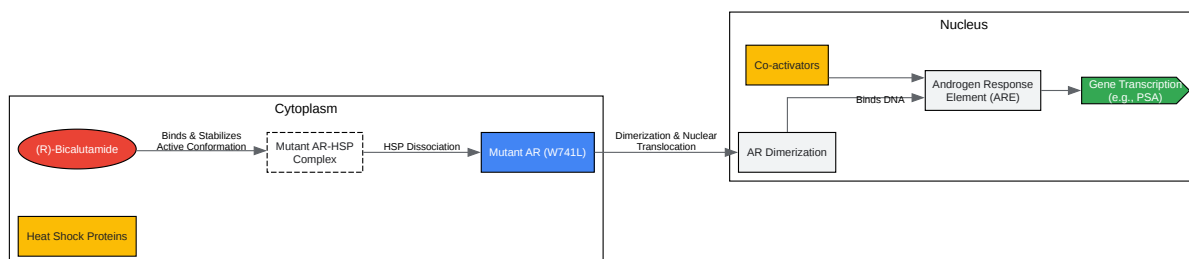 Cytoplasm
(R)-Bicalutamide
Binds & Stabilizes
Active Conformation
Mutant AR-HSP
Complex
HSP Dissociation
Mutant AR (W741L)
Heat Shock Proteins
Dimerization & Nuclear
Translocation
Nucleus
Co-activators
Binds DNA
AR Dimerization
Androgen Response
Element (ARE)
Gene Transcription
(e.g., PSA)